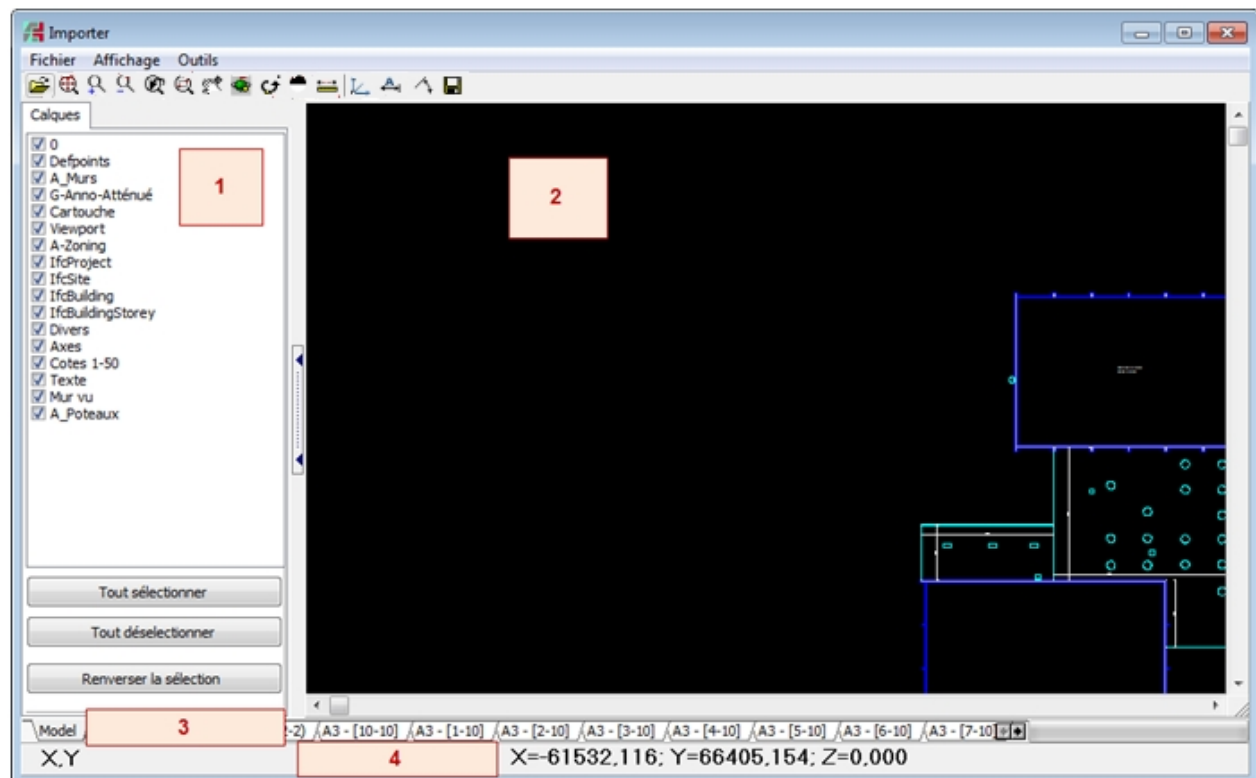 Importer
Fichier Affichage Outils
Calques
0
Defpoints
A_Murs
G-Anno-Atténué
Cartouche
Viewport
A-Zoning
IfcProject
IfcSite
IfcBuilding
IfcBuildingStorey
Divers
Axes
Cotes 1-50
Texte
Mur vu
A_Poteaux
1
2
Tout sélectionner
Tout déselectionner
Renverser la sélection
Model 3 2-2) A3 - [10-10] A3 - [1-10] A3 - [2-10] A3 - [3-10] A3 - [4-10] A3 - [5-10] A3 - [6-10] A3 - [7-10]
X,Y 4 X=-61532,116; Y=66405,154; Z=0,000